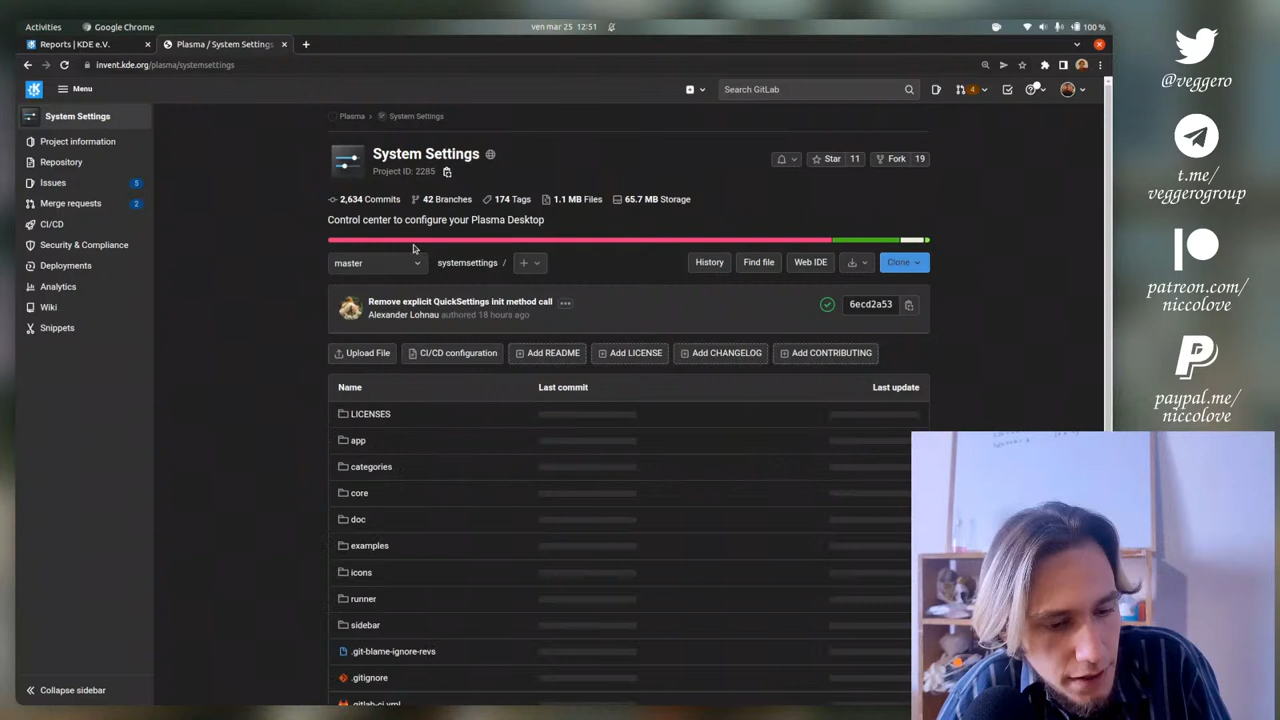 Activities
Google Chrome
ven mar 25 12:51
100 %
Reports | KDE e.V.
Plasma / System Settings
invent.kde.org/plasma/systemsettings
Menu
Search GitLab
4
System Settings
Project information
Repository
Issues 5
Merge requests 2
CI/CD
Security & Compliance
Deployments
Analytics
Wiki
Snippets
Collapse sidebar
Plasma > System Settings
System Settings
Project ID: 2285
Star 11
Fork 19
2,634 Commits 42 Branches 174 Tags 1.1 MB Files 65.7 MB Storage
Control center to configure your Plasma Desktop
master
systemsettings / +
History
Find file
Web IDE
Clone
Remove explicit QuickSettings init method call
Alexander Lohnau authored 18 hours ago
6ecd2a53
Upload File
CI/CD configuration
Add README
Add LICENSE
Add CHANGELOG
Add CONTRIBUTING
Name Last commit Last update
LICENSES
app
categories
core
doc
examples
icons
runner
sidebar
.git-blame-ignore-revs
.gitignore
.gitlab-ci.yml
@veggero
t.me/
veggerogroup
patreon.com/
niccolove
paypal.me/
niccolove